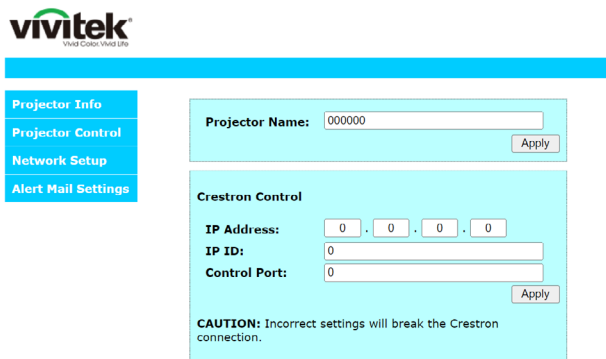 vivitek®
Vivid Color, Vivid Life
Projector Info
Projector Control
Network Setup
Alert Mail Settings
Projector Name: 000000
Apply
Crestron Control
IP Address: 0 . 0 . 0 . 0
IP ID: 0
Control Port: 0
Apply
CAUTION: Incorrect settings will break the Crestron
connection.